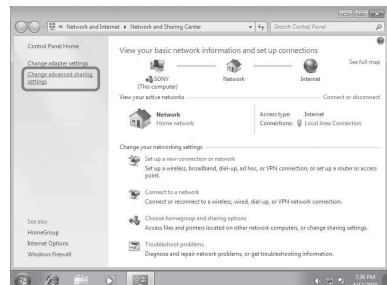 « Network and Internet ▸ Network and Sharing Center
Search Control Panel
Control Panel Home
Change adapter settings
Change advanced sharing
settings
View your basic network information and set up connections
See full map
SONY
(This computer)
Network
Internet
View your active networks
Connect or disconnect
Network
Home network
Access type: Internet
Connections: Local Area Connection
Change your networking settings
Set up a new connection or network
Set up a wireless, broadband, dial-up, ad hoc, or VPN connection; or set up a router or access
point.
Connect to a network
Connect or reconnect to a wireless, wired, dial-up, or VPN network connection.
Choose homegroup and sharing options
Access files and printers located on other network computers, or change sharing settings.
Troubleshoot problems
Diagnose and repair network problems, or get troubleshooting information.
See also
HomeGroup
Internet Options
Windows Firewall